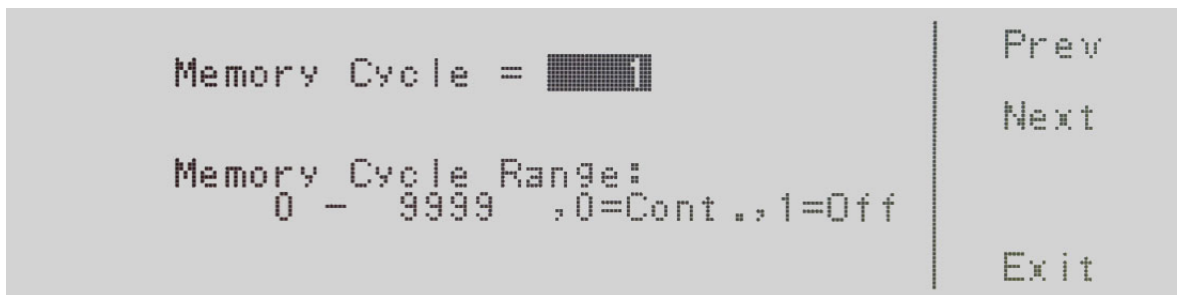 Memory Cycle = 1
Memory Cycle Range:
0 - 9999 ,0=Cont.,1=Off
Prev
Next
Exit